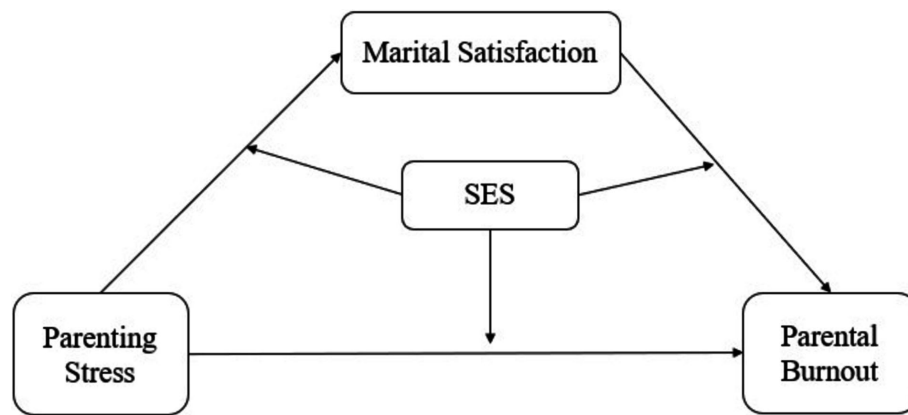 Marital Satisfaction
SES
Parenting
Stress
Parental
Burnout